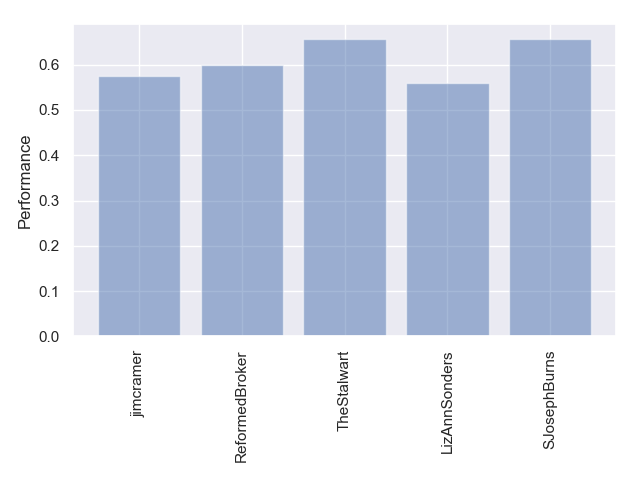 Performance
0.6
0.5
0.4
0.3
0.2
0.1
0.0
jimcramer
ReformedBroker
TheStalwart
LizAnnSonders
SJosephBurns